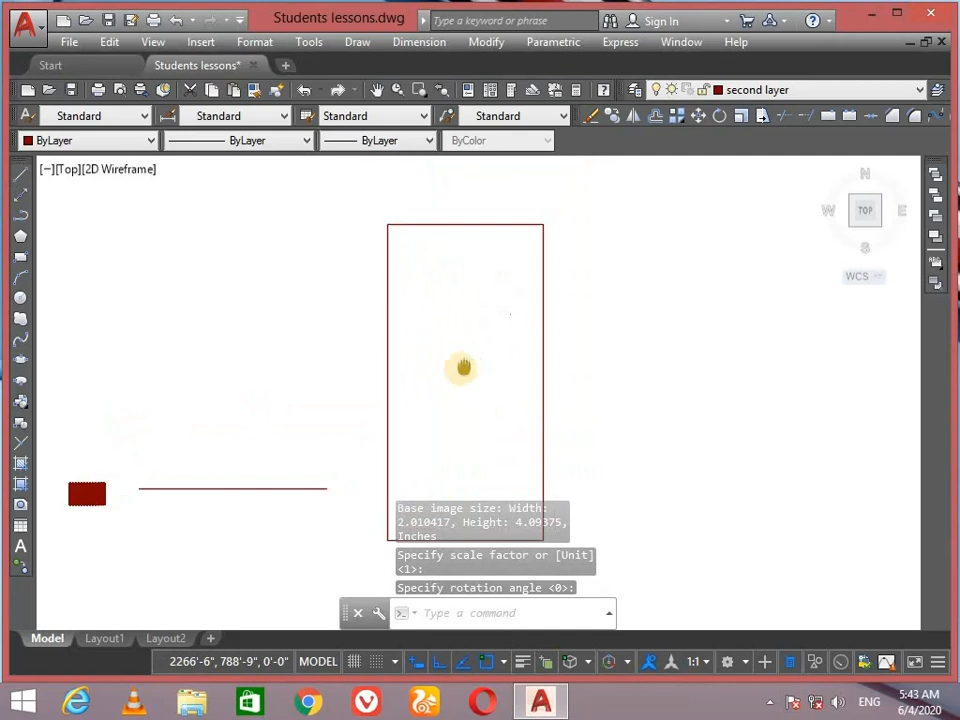 Students lessons.dwg
Type a keyword or phrase
Sign In
File Edit View Insert Format Tools Draw Dimension Modify Parametric Express Window Help
Start Students lessons*
second layer
Standard Standard Standard Standard
ByLayer ByLayer ByLayer ByColor
[−][Top][2D Wireframe]
N
W TOP E
S
WCS
Base image size: Width:
2.010417, Height: 4.09375,
Inches
Specify scale factor or [Unit]
<1>:
Specify rotation angle <0>:
Type a command
Model Layout1 Layout2
2266'-6", 788'-9", 0'-0" MODEL 1:1
ENG
5:43 AM
6/4/2020